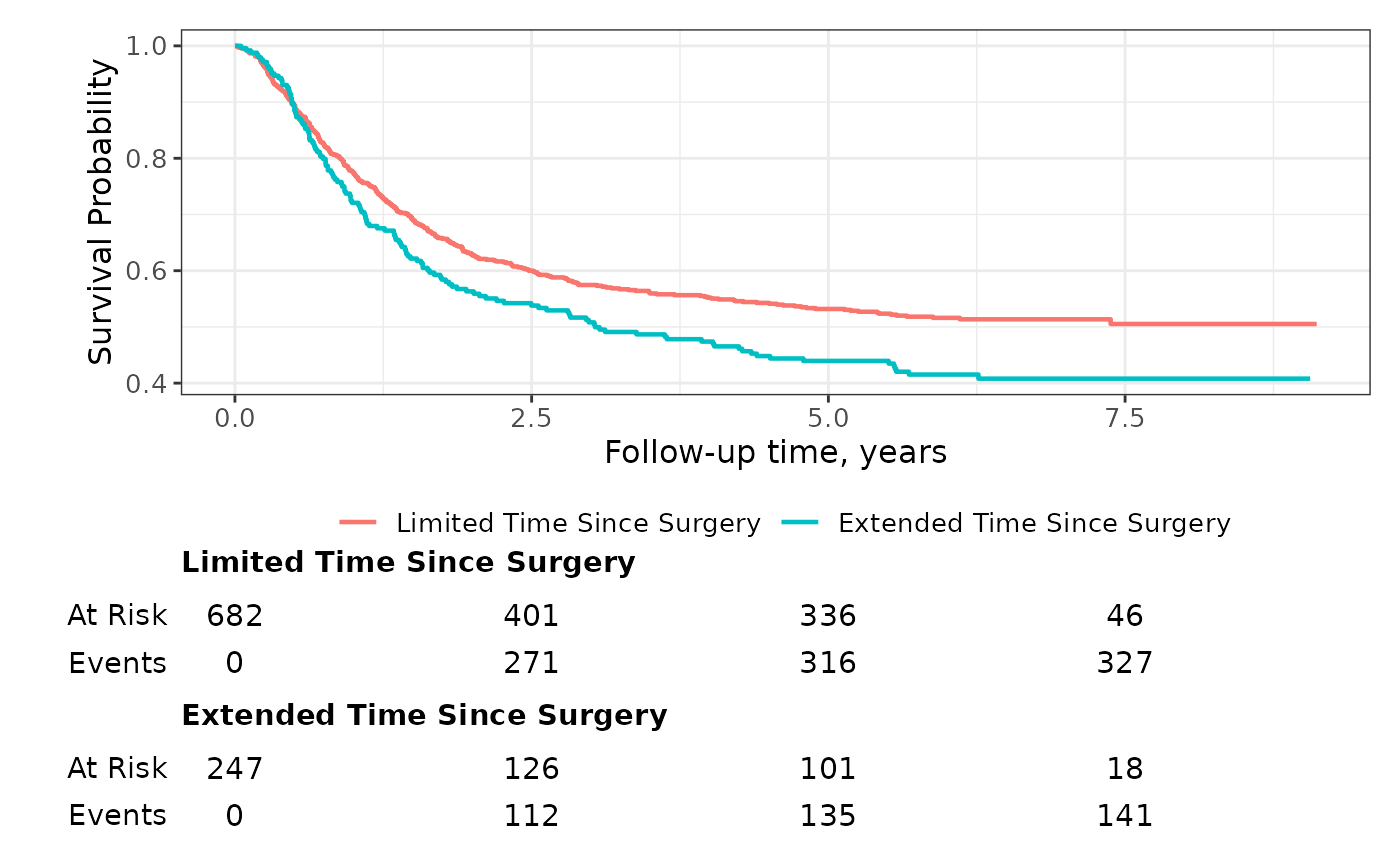 Survival Probability
1.0
0.8
0.6
0.4
0.0 2.5 5.0 7.5
Follow-up time, years
Limited Time Since Surgery Extended Time Since Surgery
Limited Time Since Surgery
At Risk 682 401 336 46
Events 0 271 316 327
Extended Time Since Surgery
At Risk 247 126 101 18
Events 0 112 135 141